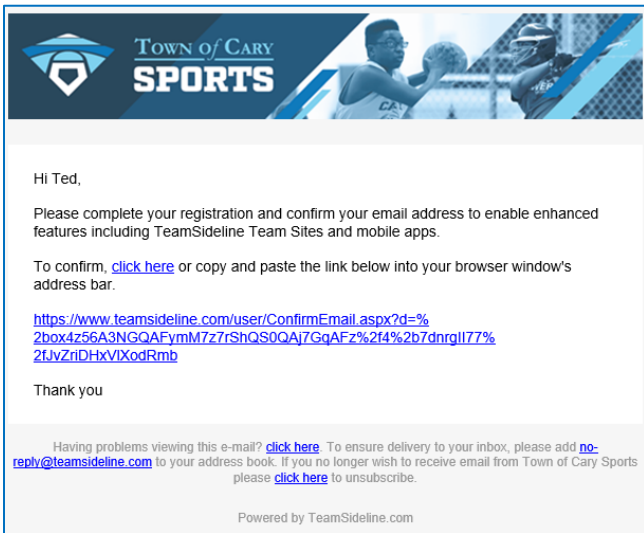 TOWN of CARY
SPORTS
Hi Ted,
Please complete your registration and confirm your email address to enable enhanced
features including TeamSideline Team Sites and mobile apps.
To confirm, click here or copy and paste the link below into your browser window's
address bar.
https://www.teamsideline.com/user/ConfirmEmail.aspx?d=%
2box4z56A3NGQAFymM7z7rShQS0QAj7GqAFz%2f4%2b7dnrgII77%
2fJvZriDHxVlXodRmb
Thank you
Having problems viewing this e-mail? click here. To ensure delivery to your inbox, please add no-
reply@teamsideline.com to your address book. If you no longer wish to receive email from Town of Cary Sports
please click here to unsubscribe.
Powered by TeamSideline.com